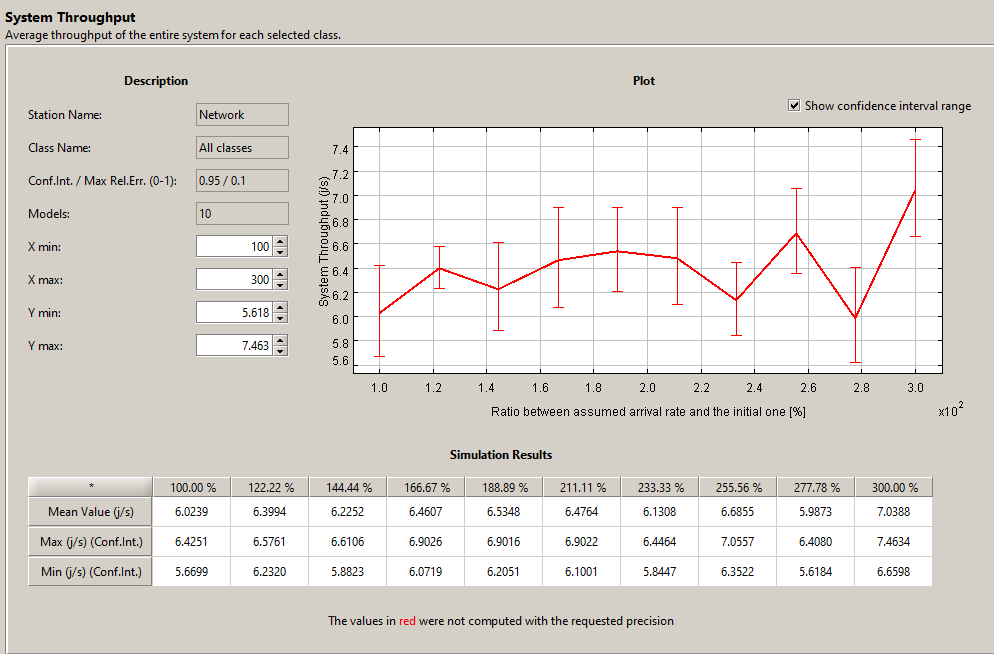 System Throughput
Average throughput of the entire system for each selected class.
Description
Station Name: Network
Class Name: All classes
Conf.Int. / Max Rel.Err. (0-1): 0.95 / 0.1
Models: 10
X min: 100
X max: 300
Y min: 5.618
Y max: 7.463
Plot
Show confidence interval range
System Throughput (j/s)
7.4
7.2
7.0
6.8
6.6
6.4
6.2
6.0
5.8
5.6
1.0 1.2 1.4 1.6 1.8 2.0 2.2 2.4 2.6 2.8 3.0
Ratio between assumed arrival rate and the initial one [%]
x10²
Simulation Results
* 100.00 % 122.22 % 144.44 % 166.67 % 188.89 % 211.11 % 233.33 % 255.56 % 277.78 % 300.00 %
Mean Value (j/s) 6.0239 6.3994 6.2252 6.4607 6.5348 6.4764 6.1308 6.6855 5.9873 7.0388
Max (j/s) (Conf.Int.) 6.4251 6.5761 6.6106 6.9026 6.9016 6.9022 6.4464 7.0557 6.4080 7.4634
Min (j/s) (Conf.Int.) 5.6699 6.2320 5.8823 6.0719 6.2051 6.1001 5.8447 6.3522 5.6184 6.6598
The values in red were not computed with the requested precision